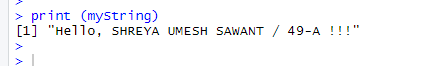 >
> print (myString)
[1] "Hello, SHREYA UMESH SAWANT / 49-A !!!"
>
>